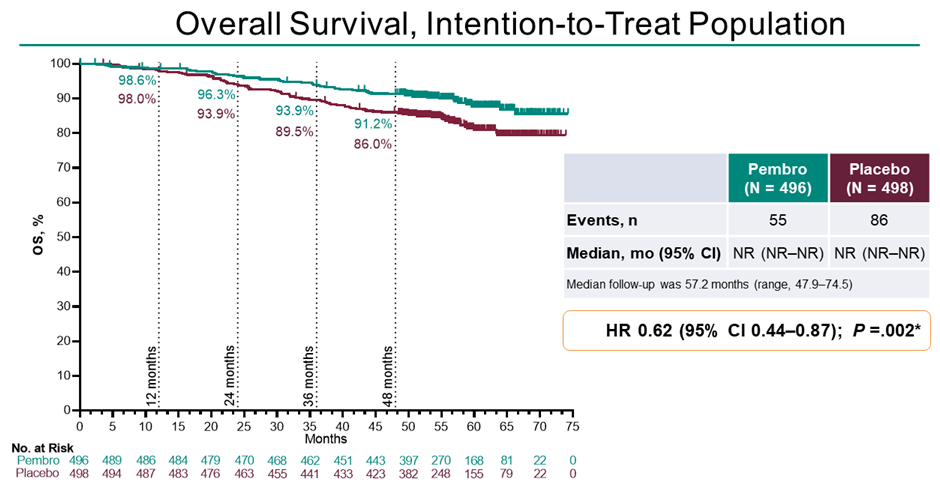 Overall Survival, Intention-to-Treat Population
100
90
80
70
60
50
40
30
20
10
0
OS, %
98.6%
98.0%
96.3%
93.9%
93.9%
89.5%
91.2%
86.0%
12 months
24 months
36 months
48 months
0 5 10 15 20 25 30 35 40 45 50 55 60 65 70 75
Months
No. at Risk
Pembro 496 489 486 484 479 470 468 462 451 443 397 270 168 81 22 0
Placebo 498 494 487 483 476 463 455 441 433 423 382 248 155 79 22 0
Pembro Placebo
(N = 496) (N = 498)
Events, n 55 86
Median, mo (95% CI) NR (NR–NR) NR (NR–NR)
Median follow-up was 57.2 months (range, 47.9–74.5)
HR 0.62 (95% CI 0.44–0.87); P =.002*